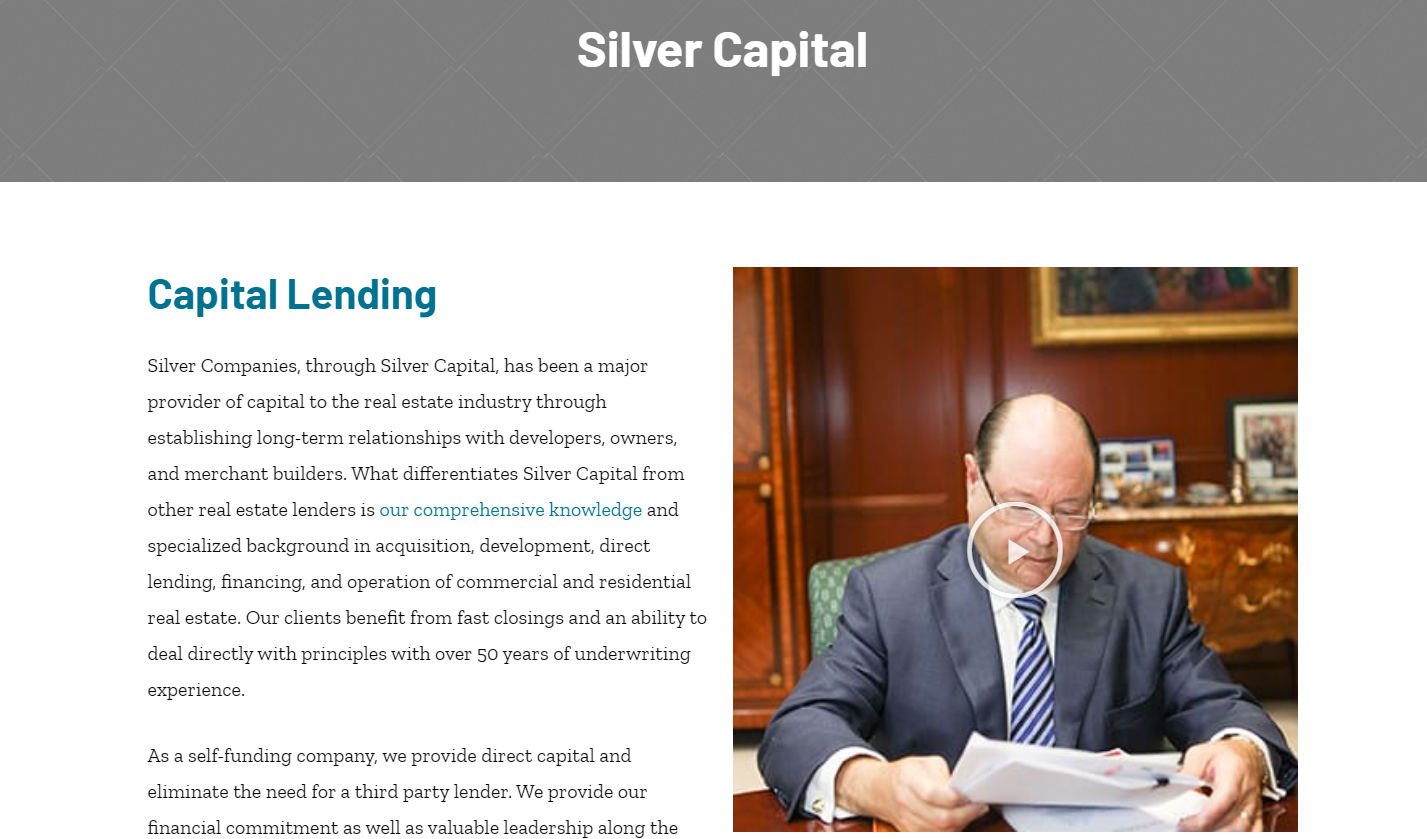 Silver Capital
Capital Lending
Silver Companies, through Silver Capital, has been a major
provider of capital to the real estate industry through
establishing long-term relationships with developers, owners,
and merchant builders. What differentiates Silver Capital from
other real estate lenders is our comprehensive knowledge and
specialized background in acquisition, development, direct
lending, financing, and operation of commercial and residential
real estate. Our clients benefit from fast closings and an ability to
deal directly with principles with over 50 years of underwriting
experience.
As a self-funding company, we provide direct capital and
eliminate the need for a third party lender. We provide our
financial commitment as well as valuable leadership along the